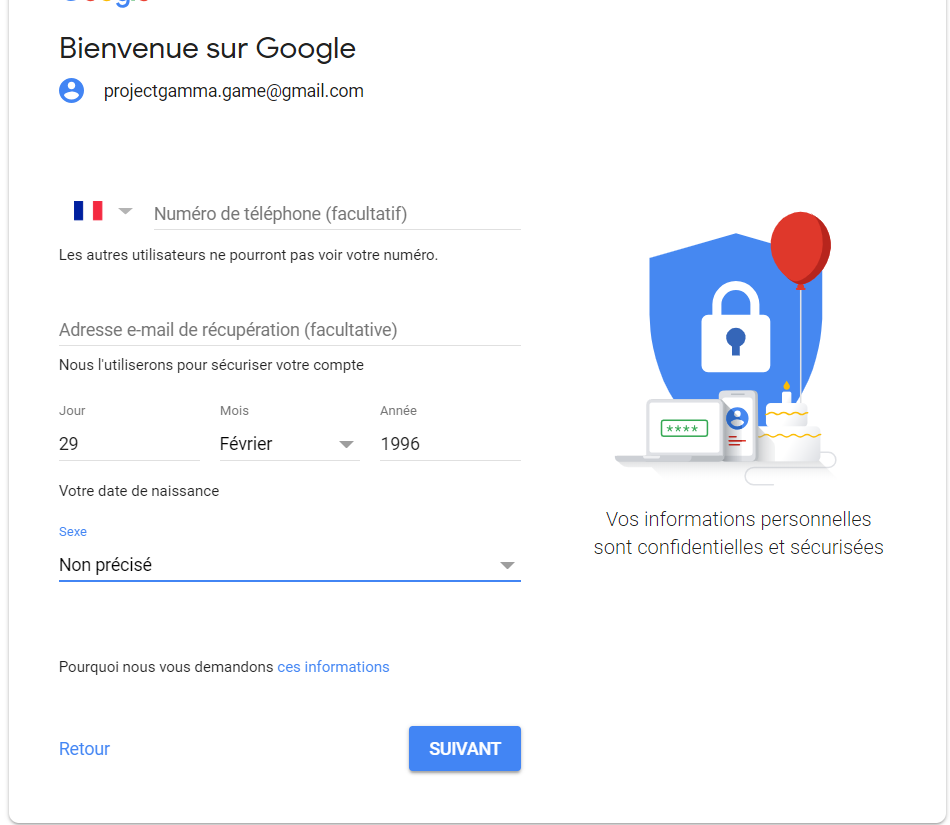 Bienvenue sur Google
projectgamma.game@gmail.com
Numéro de téléphone (facultatif)
Les autres utilisateurs ne pourront pas voir votre numéro.
Adresse e-mail de récupération (facultative)
Nous l'utiliserons pour sécuriser votre compte
Jour Mois Année
29 Février 1996
Votre date de naissance
Sexe
Non précisé
Pourquoi nous vous demandons ces informations
Retour SUIVANT
****
Vos informations personnelles
sont confidentielles et sécurisées